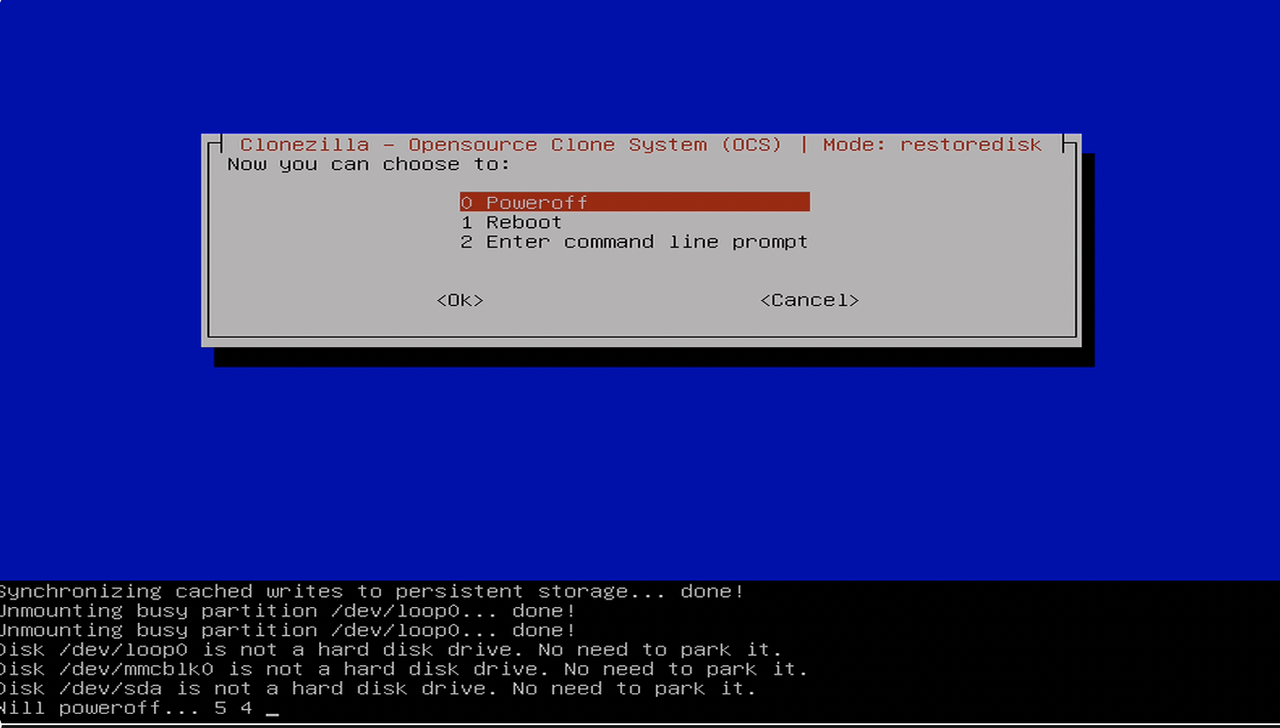 Clonezilla - Opensource Clone System (OCS) | Mode: restoredisk
Now you can choose to:
0 Poweroff
1 Reboot
2 Enter command line prompt
<Ok> <Cancel>
Synchronizing cached writes to persistent storage... done!
Unmounting busy partition /dev/loop0... done!
Unmounting busy partition /dev/loop0... done!
Disk /dev/loop0 is not a hard disk drive. No need to park it.
Disk /dev/mmcblk0 is not a hard disk drive. No need to park it.
Disk /dev/sda is not a hard disk drive. No need to park it.
Will poweroff... 5 4 _